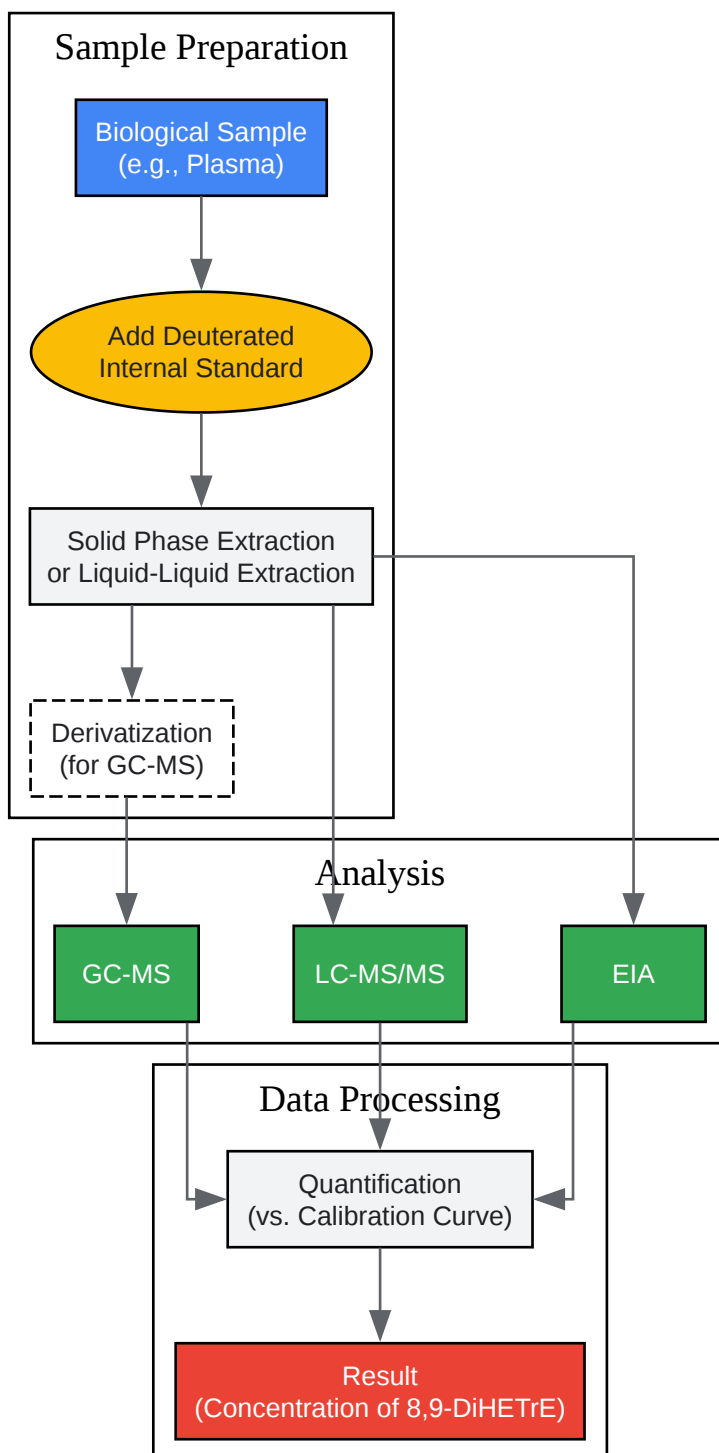 Sample Preparation
Biological Sample
(e.g., Plasma)
Add Deuterated
Internal Standard
Solid Phase Extraction
or Liquid-Liquid Extraction
Derivatization
(for GC-MS)
Analysis
GC-MS
LC-MS/MS
EIA
Data Processing
Quantification
(vs. Calibration Curve)
Result
(Concentration of 8,9-DiHETrE)